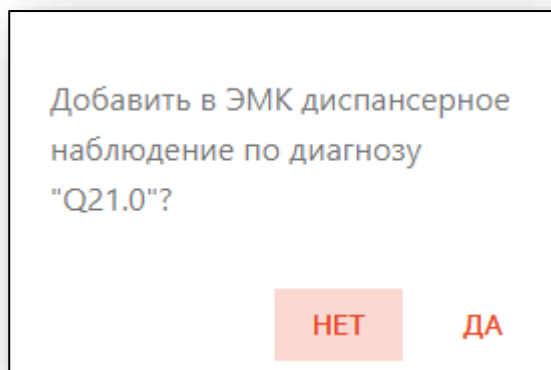 Добавить в ЭМК диспансерное
наблюдение по диагнозу
"Q21.0"?
НЕТ ДА